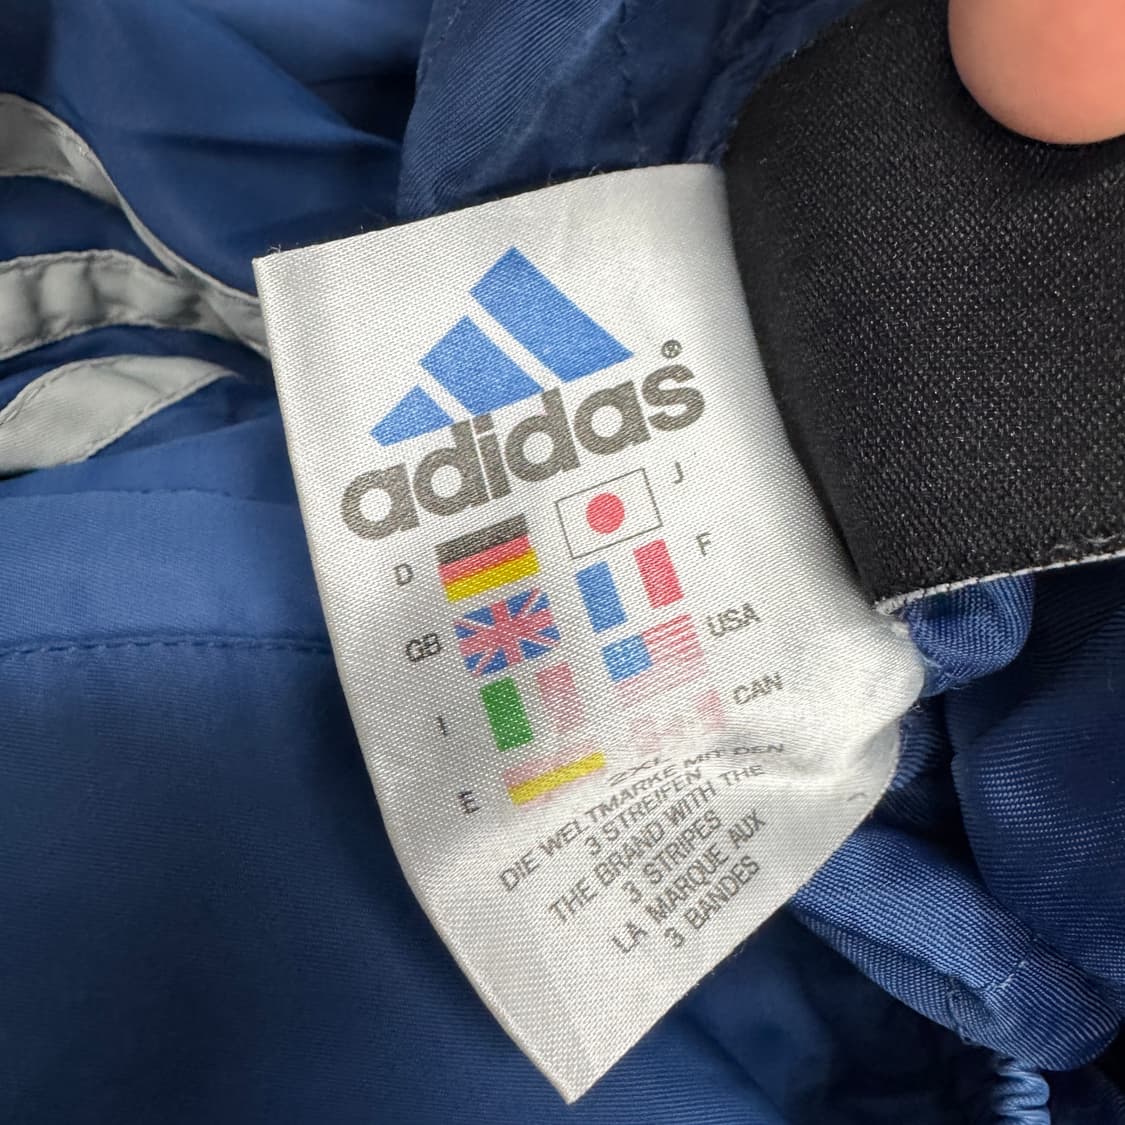 adidas®
D J
GB F
I USA
E CAN
2XL
DIE WELTMARKE MIT DEN
3 STREIFEN
THE BRAND WITH THE
3 STRIPES
LA MARQUE AUX
3 BANDES